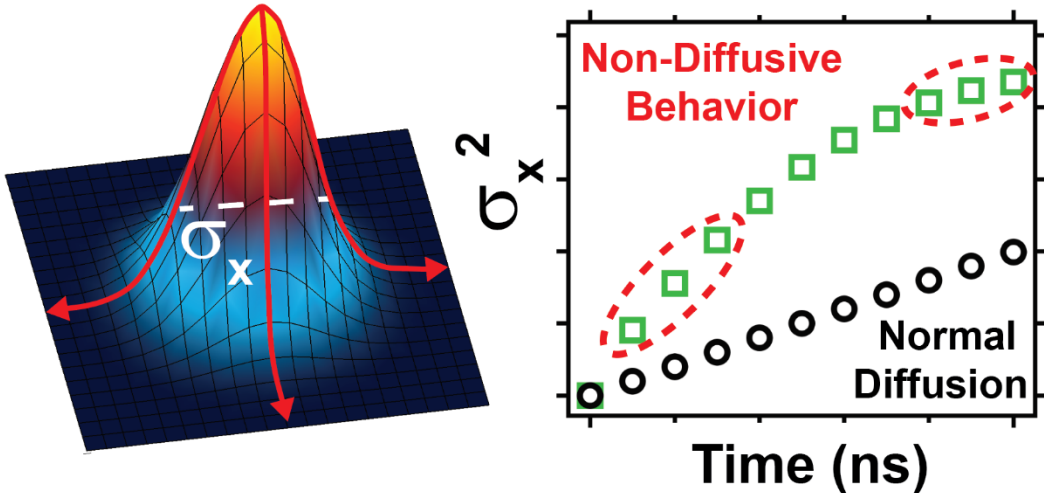 σx
Non-Diffusive
Behavior
σx²
Normal
Diffusion
Time (ns)